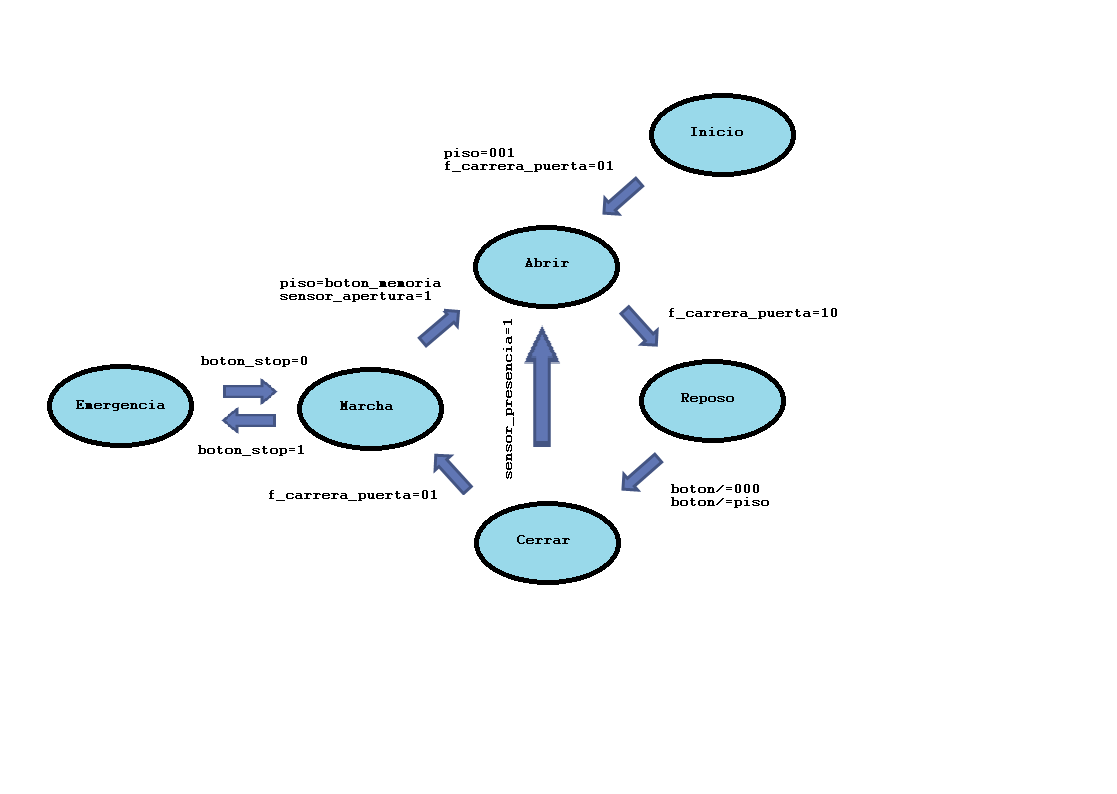 Inicio
piso=001
f_carrera_puerta=01
Abrir
piso=boton_memoria
sensor_apertura=1
f_carrera_puerta=10
sensor_presencia=1
boton_stop=0
Emergencia
Marcha
Reposo
boton_stop=1
f_carrera_puerta=01
boton/=000
boton/=piso
Cerrar